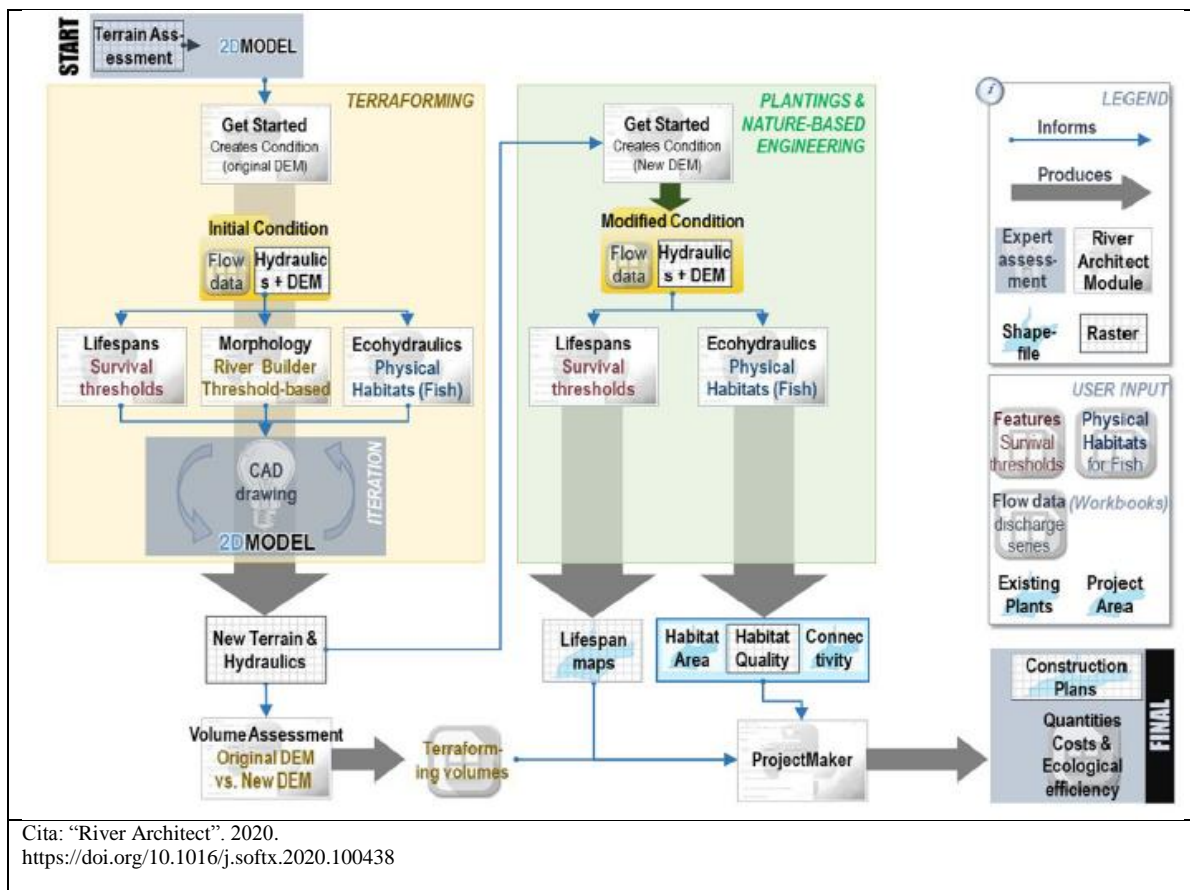 START
Terrain Ass-
essment
2DMODEL
TERRAFORMING
Get Started
Creates Condition
(original DEM)
Initial Condition
Flow
data
Hydraulic
s + DEM
Lifespans
Survival
thresholds
Morphology
River Builder
Threshold-based
Ecohydraulics
Physical
Habitats (Fish)
CAD
drawing
ITERATION
2DMODEL
New Terrain &
Hydraulics
Volume Assessment
Original DEM
vs. New DEM
Terraform-
ing volumes
PLANTINGS &
NATURE-BASED
ENGINEERING
Get Started
Creates Condition
(New DEM)
Modified Condition
Flow
data
Hydraulic
s + DEM
Lifespans
Survival
thresholds
Ecohydraulics
Physical
Habitats (Fish)
Lifespan
maps
Habitat
Area
Habitat
Quality
Connec
tivity
ProjectMaker
i
LEGEND
Informs
Produces
Expert
assess-
ment
River
Architect
Module
Shape-
file
Raster
USER INPUT
Features
Survival
thresholds
Physical
Habitats
for Fish
Flow data
discharge
series
(Workbooks)
Existing
Plants
Project
Area
Construction
Plans
Quantities
Costs &
Ecological
efficiency
FINAL
Cita: “River Architect”. 2020.
https://doi.org/10.1016/j.softx.2020.100438